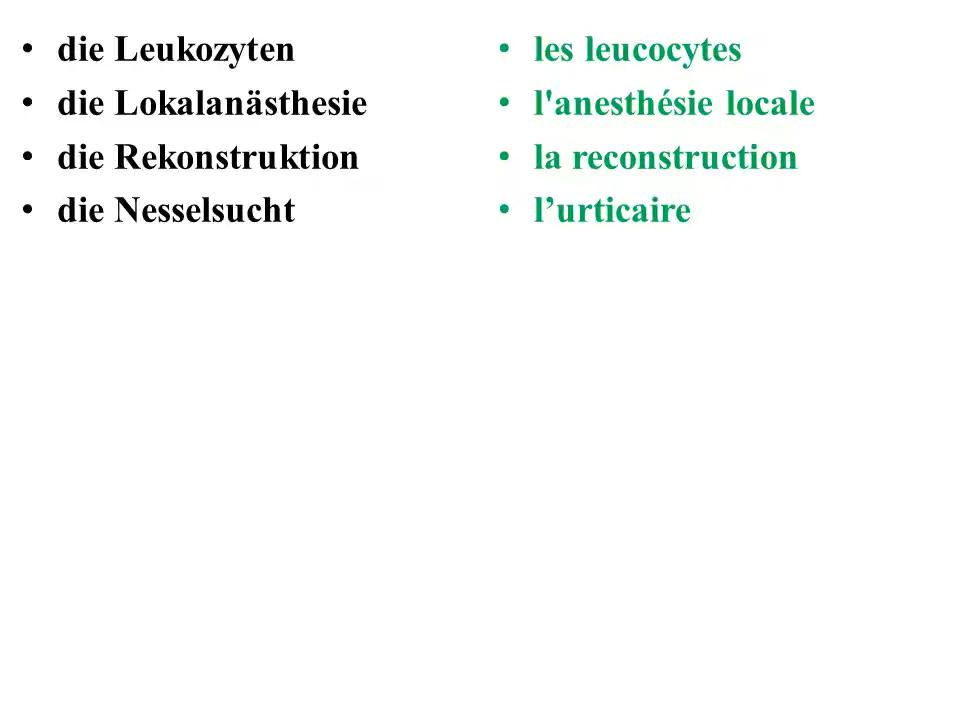 • die Leukozyten
• die Lokalanästhesie
• die Rekonstruktion
• die Nesselsucht
• les leucocytes
• l'anesthésie locale
• la reconstruction
• l’urticaire